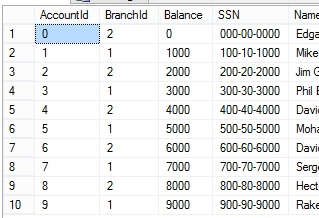 AccountId BranchId Balance SSN
1 0 2 0 000-00-0000 Edga
2 1 1 1000 100-10-1000 Mike
3 2 2 2000 200-20-2000 Jim G
4 3 1 3000 300-30-3000 Phil
5 4 2 4000 400-40-4000 Davi
6 5 1 5000 500-50-5000 Mich
7 6 2 6000 600-60-6000 Davi
8 7 1 7000 700-70-7000 Serge
9 8 2 8000 800-80-8000 Hect
10 9 1 9000 900-90-9000 Rake